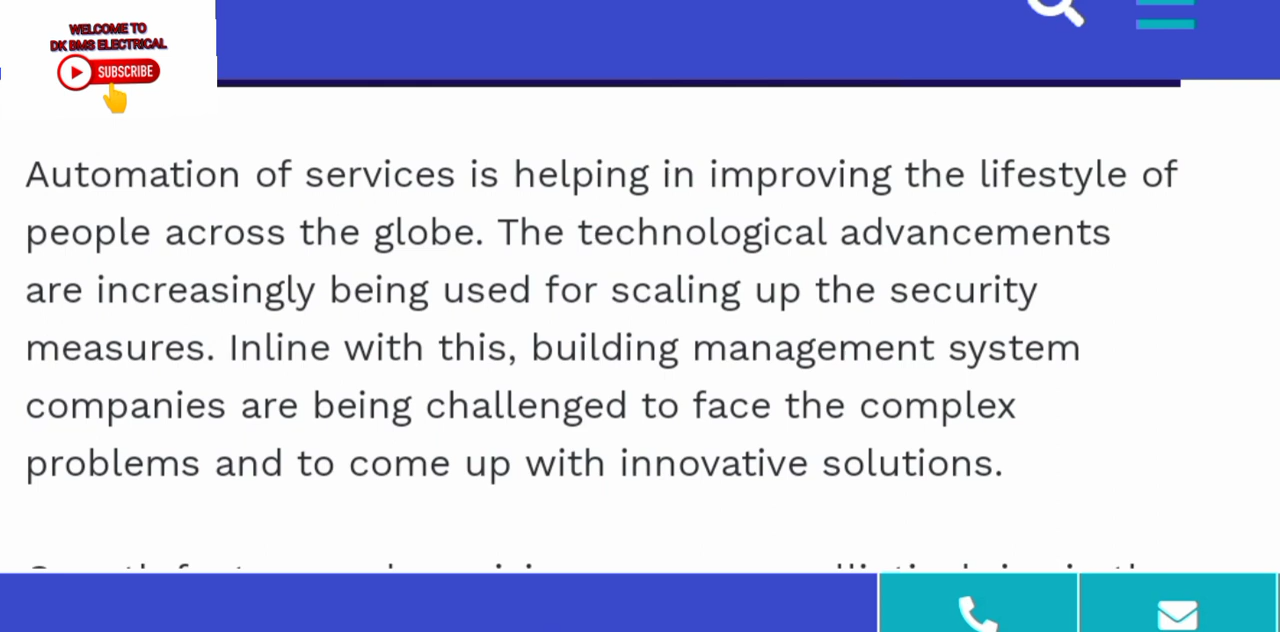 WELCOME TO
DK BMS ELECTRICAL
SUBSCRIBE
Automation of services is helping in improving the lifestyle of
people across the globe. The technological advancements
are increasingly being used for scaling up the security
measures. Inline with this, building management system
companies are being challenged to face the complex
problems and to come up with innovative solutions.